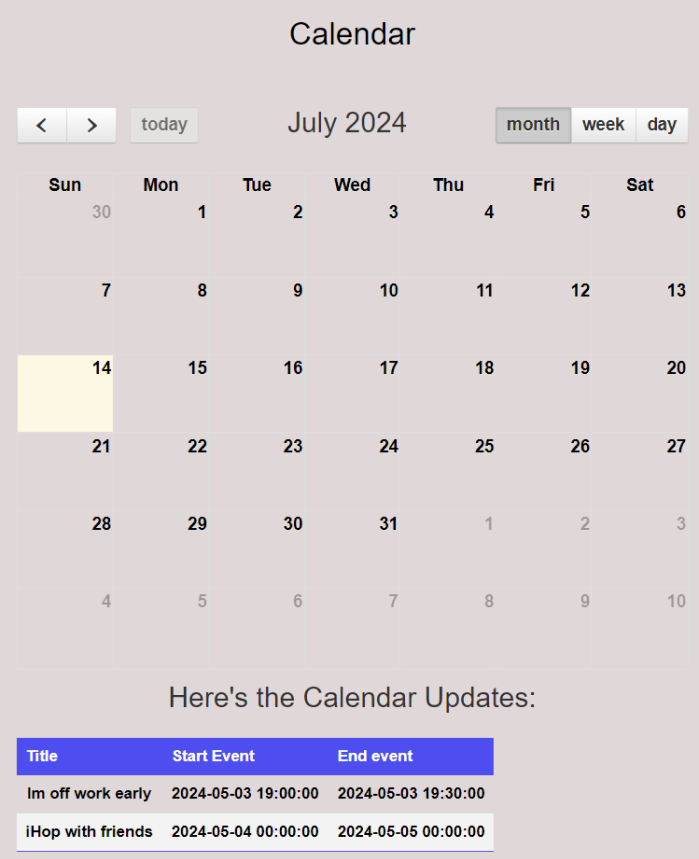 Calendar
< > today July 2024 month week day
Sun Mon Tue Wed Thu Fri Sat
30 1 2 3 4 5 6
7 8 9 10 11 12 13
14 15 16 17 18 19 20
21 22 23 24 25 26 27
28 29 30 31 1 2 3
4 5 6 7 8 9 10
Here's the Calendar Updates:
Title Start Event End event
Im off work early 2024-05-03 19:00:00 2024-05-03 19:30:00
iHop with friends 2024-05-04 00:00:00 2024-05-05 00:00:00